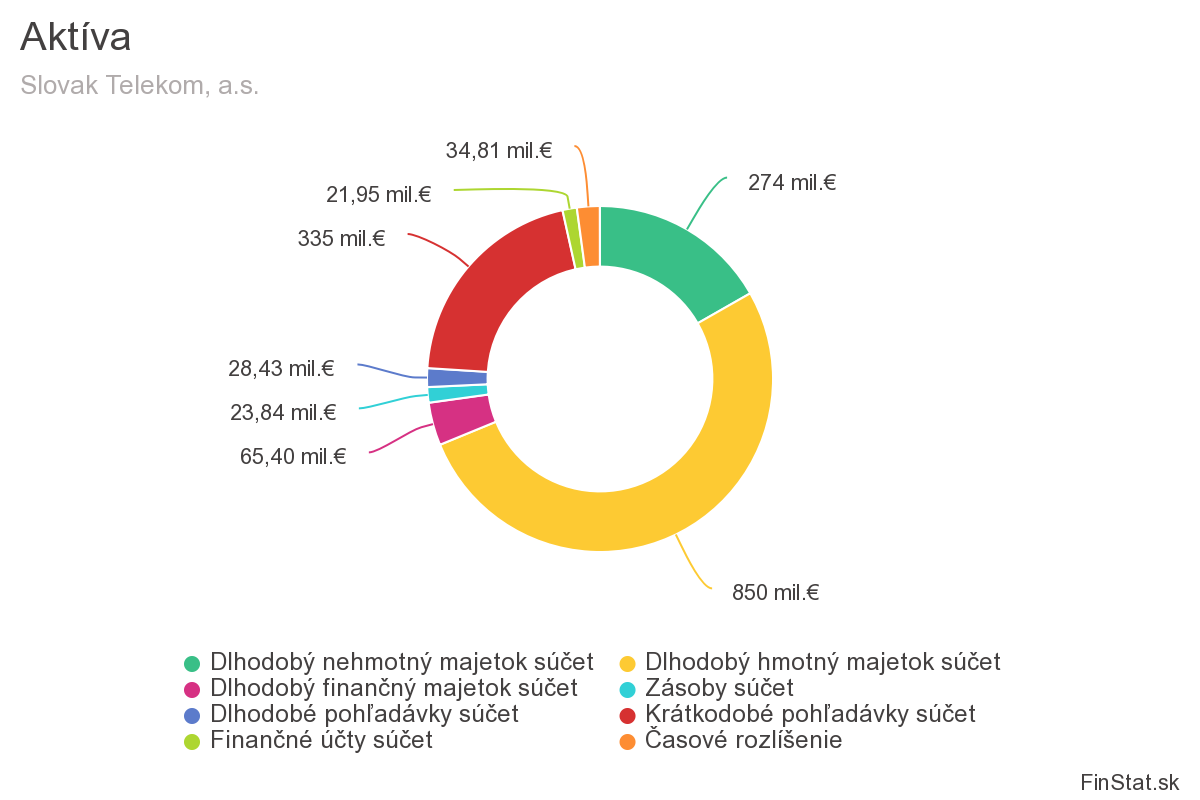 Aktíva
Slovak Telekom, a.s.
34,81 mil.€
274 mil.€
21,95 mil.€
335 mil.€
28,43 mil.€
23,84 mil.€
65,40 mil.€
850 mil.€
Dlhodobý nehmotný majetok súčet
Dlhodobý hmotný majetok súčet
Dlhodobý finančný majetok súčet
Zásoby súčet
Dlhodobé pohľadávky súčet
Krátkodobé pohľadávky súčet
Finančné účty súčet
Časové rozlíšenie
FinStat.sk